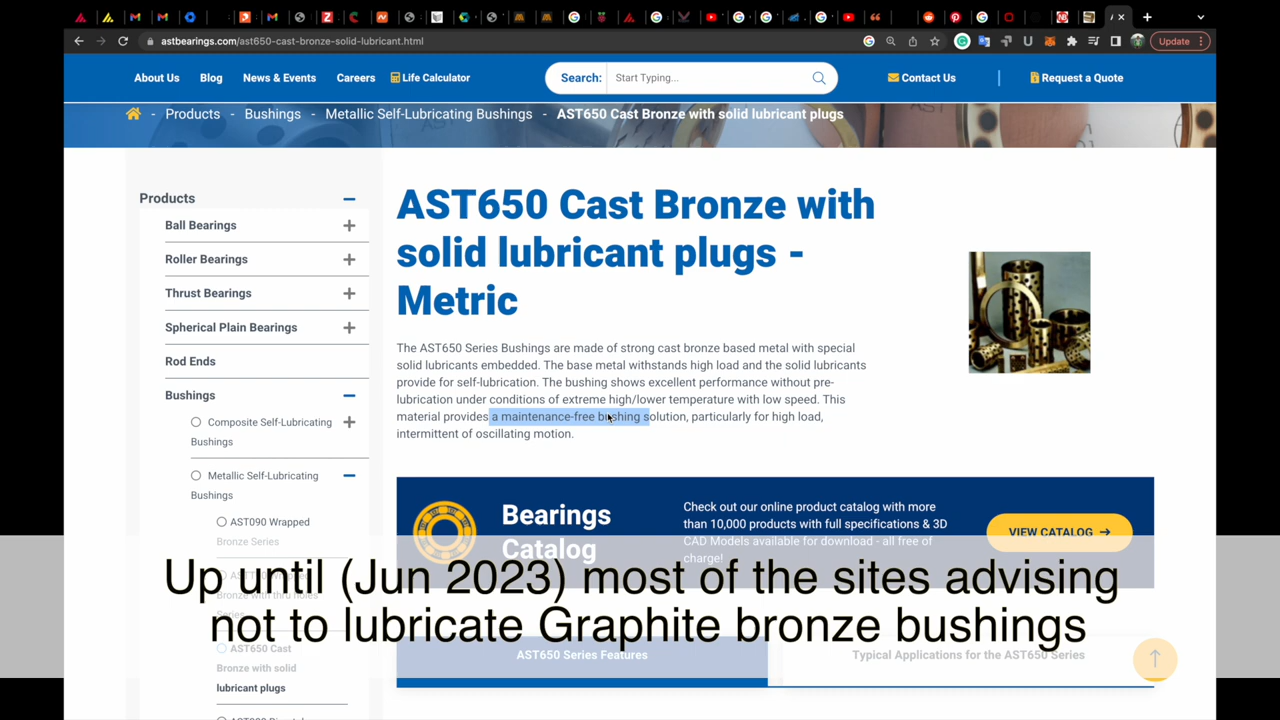 astbearings.com/ast650-cast-bronze-solid-lubricant.html
Update
About Us
Blog
News & Events
Careers
Life Calculator
Search:
Start Typing...
Contact Us
Request a Quote
Products - Bushings - Metallic Self-Lubricating Bushings - AST650 Cast Bronze with solid lubricant plugs
Products
Ball Bearings
Roller Bearings
Thrust Bearings
Spherical Plain Bearings
Rod Ends
Bushings
Composite Self-Lubricating
Bushings
Metallic Self-Lubricating
Bushings
AST090 Wrapped
Bronze Series
Bronze with thru holes
Series
AST650 Cast
Bronze with solid
lubricant plugs
AST650 Cast Bronze with
solid lubricant plugs -
Metric
The AST650 Series Bushings are made of strong cast bronze based metal with special
solid lubricants embedded. The base metal withstands high load and the solid lubricants
provide for self-lubrication. The bushing shows excellent performance without pre-
lubrication under conditions of extreme high/lower temperature with low speed. This
material provides a maintenance-free bushing solution, particularly for high load,
intermittent of oscillating motion.
Bearings
Catalog
Check out our online product catalog with more
than 10,000 products with full specifications & 3D
CAD Models available for download - all free of
charge!
VIEW CATALOG
Up until (Jun 2023) most of the sites advising
not to lubricate Graphite bronze bushings
AST650 Series Features
Typical Applications for the AST650 Series